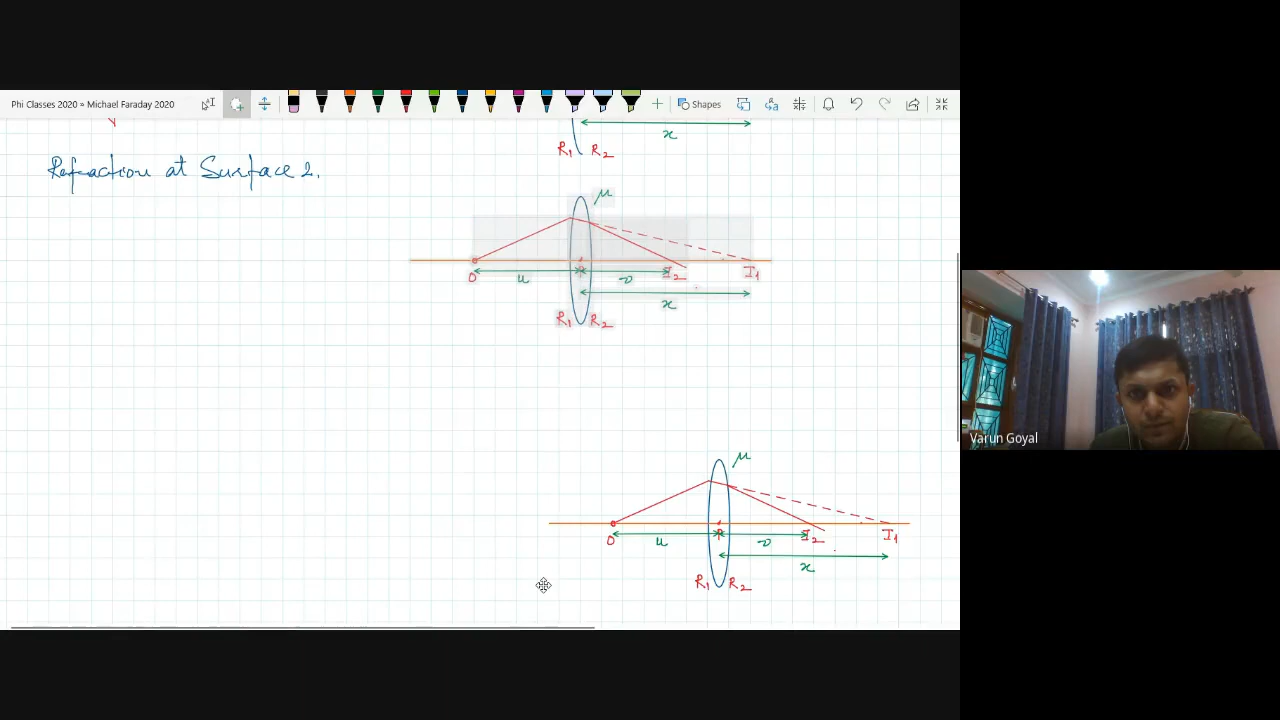 Phi Classes 2020 » Michael Faraday 2020
Shapes
x
R1 R2
Refraction at Surface 2.
μ
O u P v I2 I1
x
R1 R2
Varun Goyal
μ
O u P v I2 I1
x
R1 R2